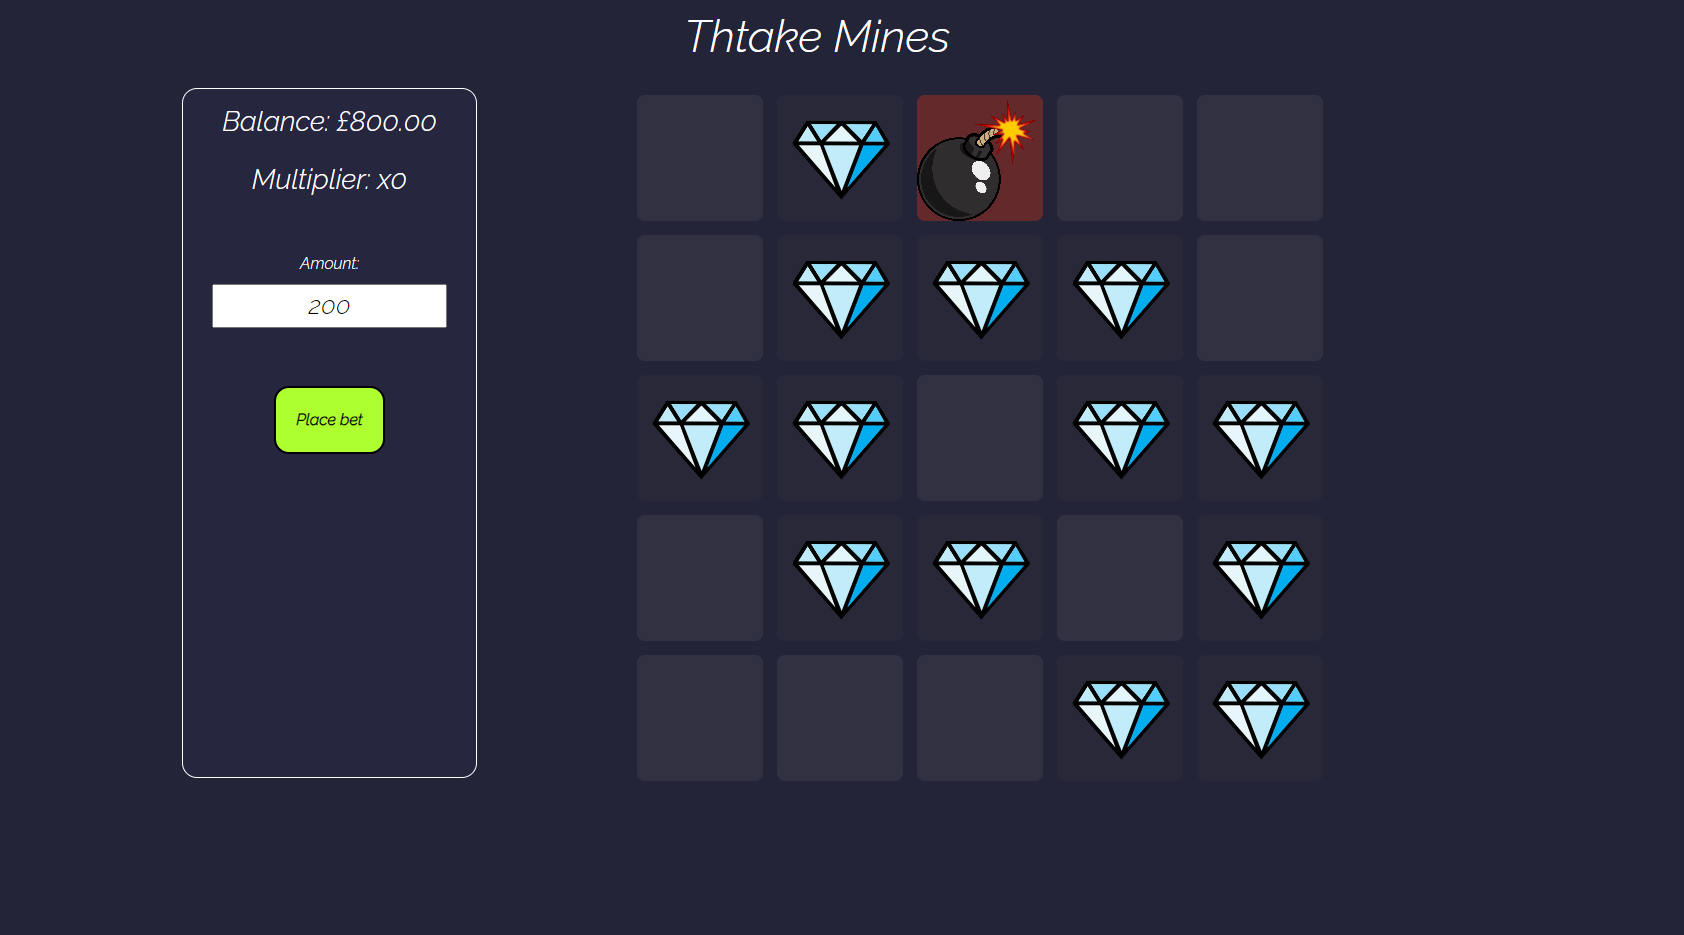 Thtake Mines
Balance: £800.00
Multiplier: x0
Amount:
200
Place bet